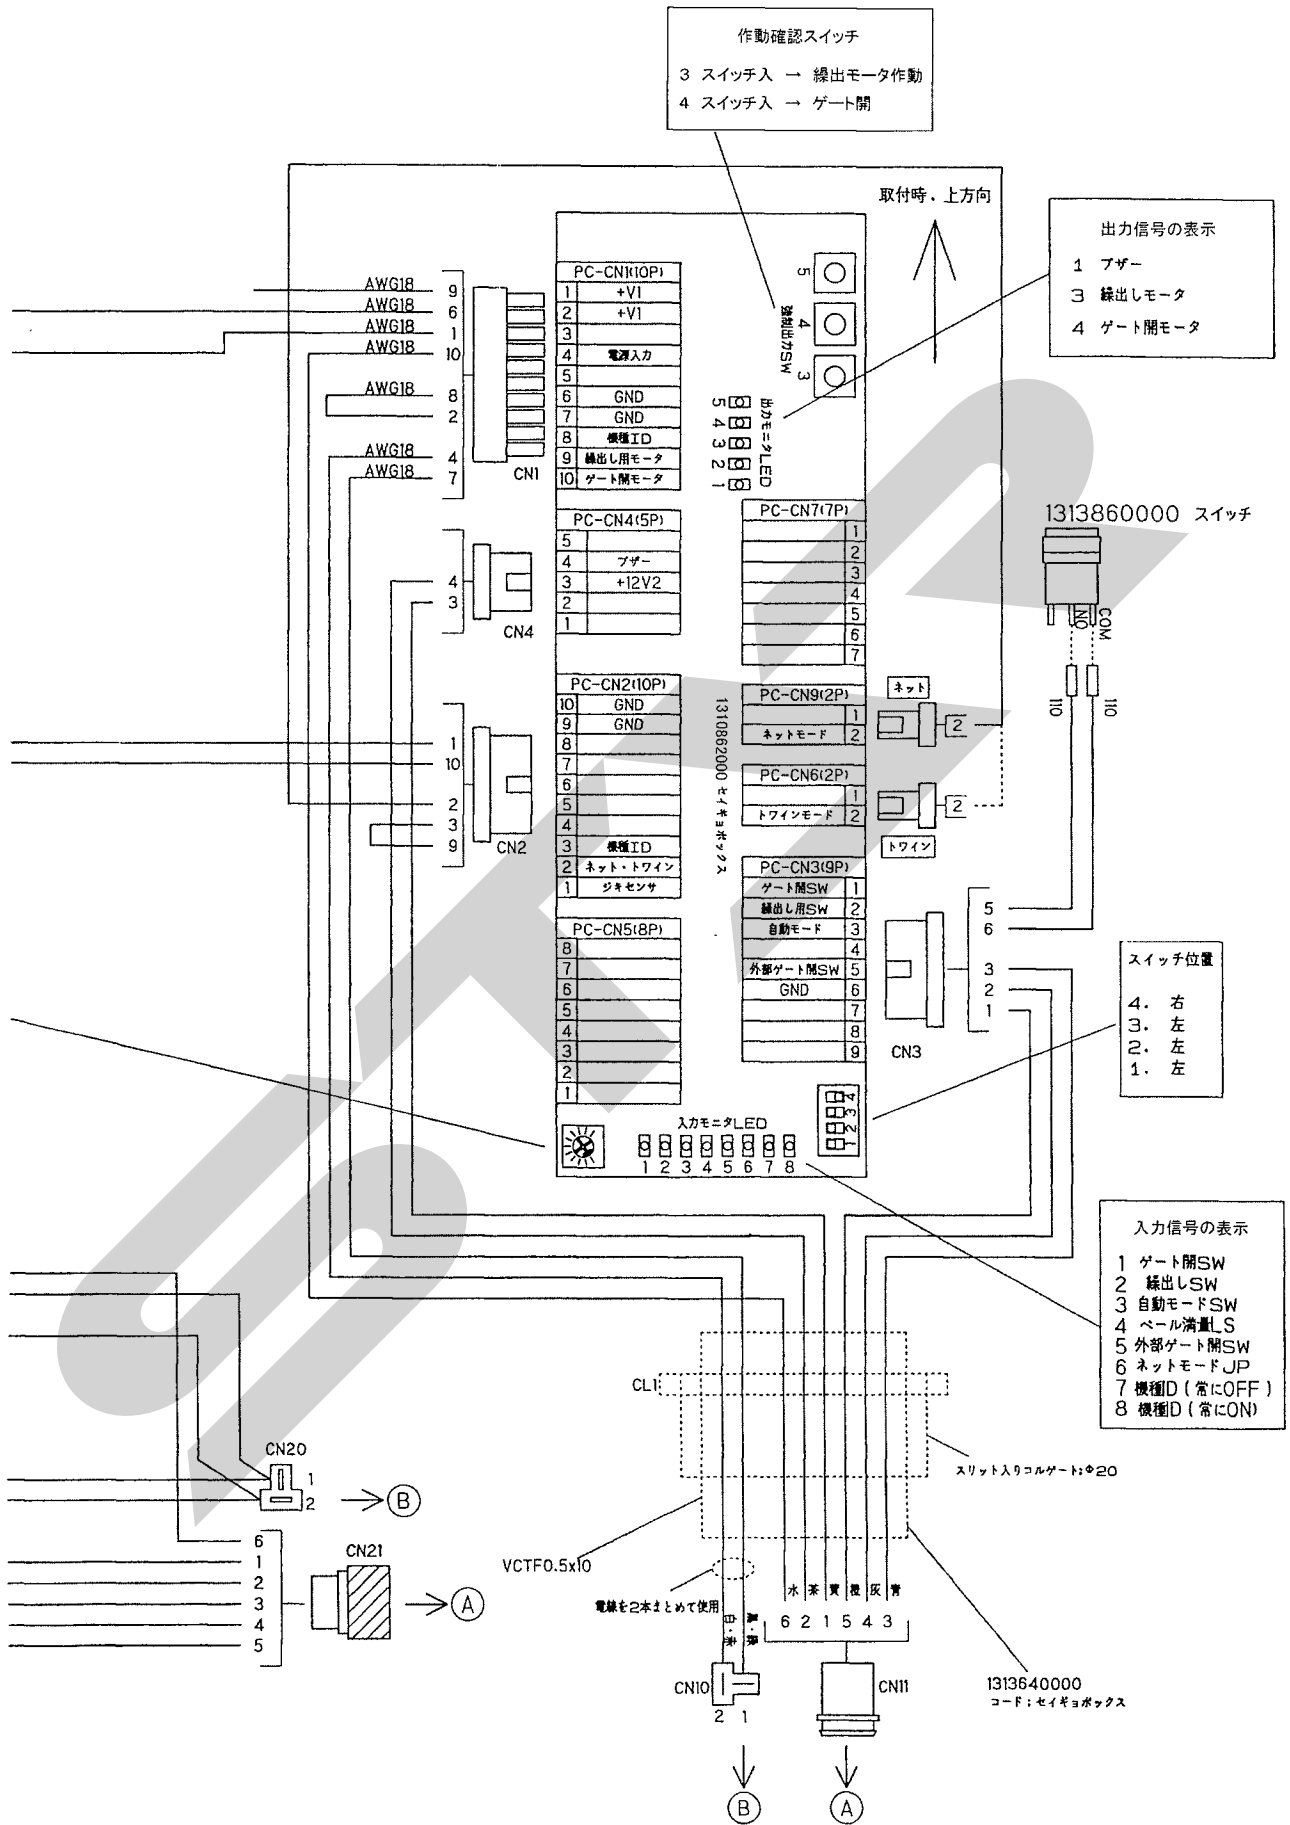 作動確認スイッチ
3 スイッチ入 → 繰出モータ作動
4 スイッチ入 → ゲート開
取付時．上方向
出力信号の表示
1 ブザー
3 繰出しモータ
4 ゲート開モータ
AWG18 9
AWG18 6
AWG18 1
AWG18 10
AWG18 8
2
AWG18 4
AWG18 7
CN1
PC-CN1(10P)
1 +V1
2 +V1
3
4 電源入力
5
6 GND
7 GND
8 機種ID
9 繰出し用モータ
10 ゲート開モータ
5
4
3
強制出力SW
5
4
3
2
1
出力モニタLED
4
3
CN4
PC-CN4(5P)
5
4 ブザー
3 +12V2
2
1
PC-CN7(7P)
1
2
3
4
5
6
7
1313860000 スイッチ
NO
COM
110
110
1
10
2
3
9
CN2
PC-CN2(10P)
10 GND
9 GND
8
7
6
5
4
3 機種ID
2 ネット・トワイン
1 ジキセンサ
1310862000 セイギョボックス
PC-CN9(2P)
1
ネットモード 2
ネット
2
PC-CN6(2P)
1
トワインモード 2
2
トワイン
PC-CN3(9P)
ゲート開SW 1
繰出し用SW 2
自動モード 3
4
外部ゲート開SW 5
GND 6
7
8
9
CN3
5
6
3
2
1
PC-CN5(8P)
8
7
6
5
4
3
2
1
スイッチ位置
4. 右
3. 左
2. 左
1. 左
4
3
2
1
入力モニタLED
1 2 3 4 5 6 7 8
入力信号の表示
1 ゲート開SW
2 繰出しSW
3 自動モードSW
4 ベール満量LS
5 外部ゲート開SW
6 ネットモードJP
7 機種D(常にOFF)
8 機種D(常にON)
CL1
スリット入りコルゲート:Φ20
CN20
1
2
B
6
1
2
3
4
5
CN21
A
VCTF0.5x10
電線を2本まとめて使用
白・赤
黒・緑
水 茶 黄 橙 灰 青
6 2 1 5 4 3
CN10
2 1
CN11
1313640000
コード；セイギョボックス
B
A
STAR